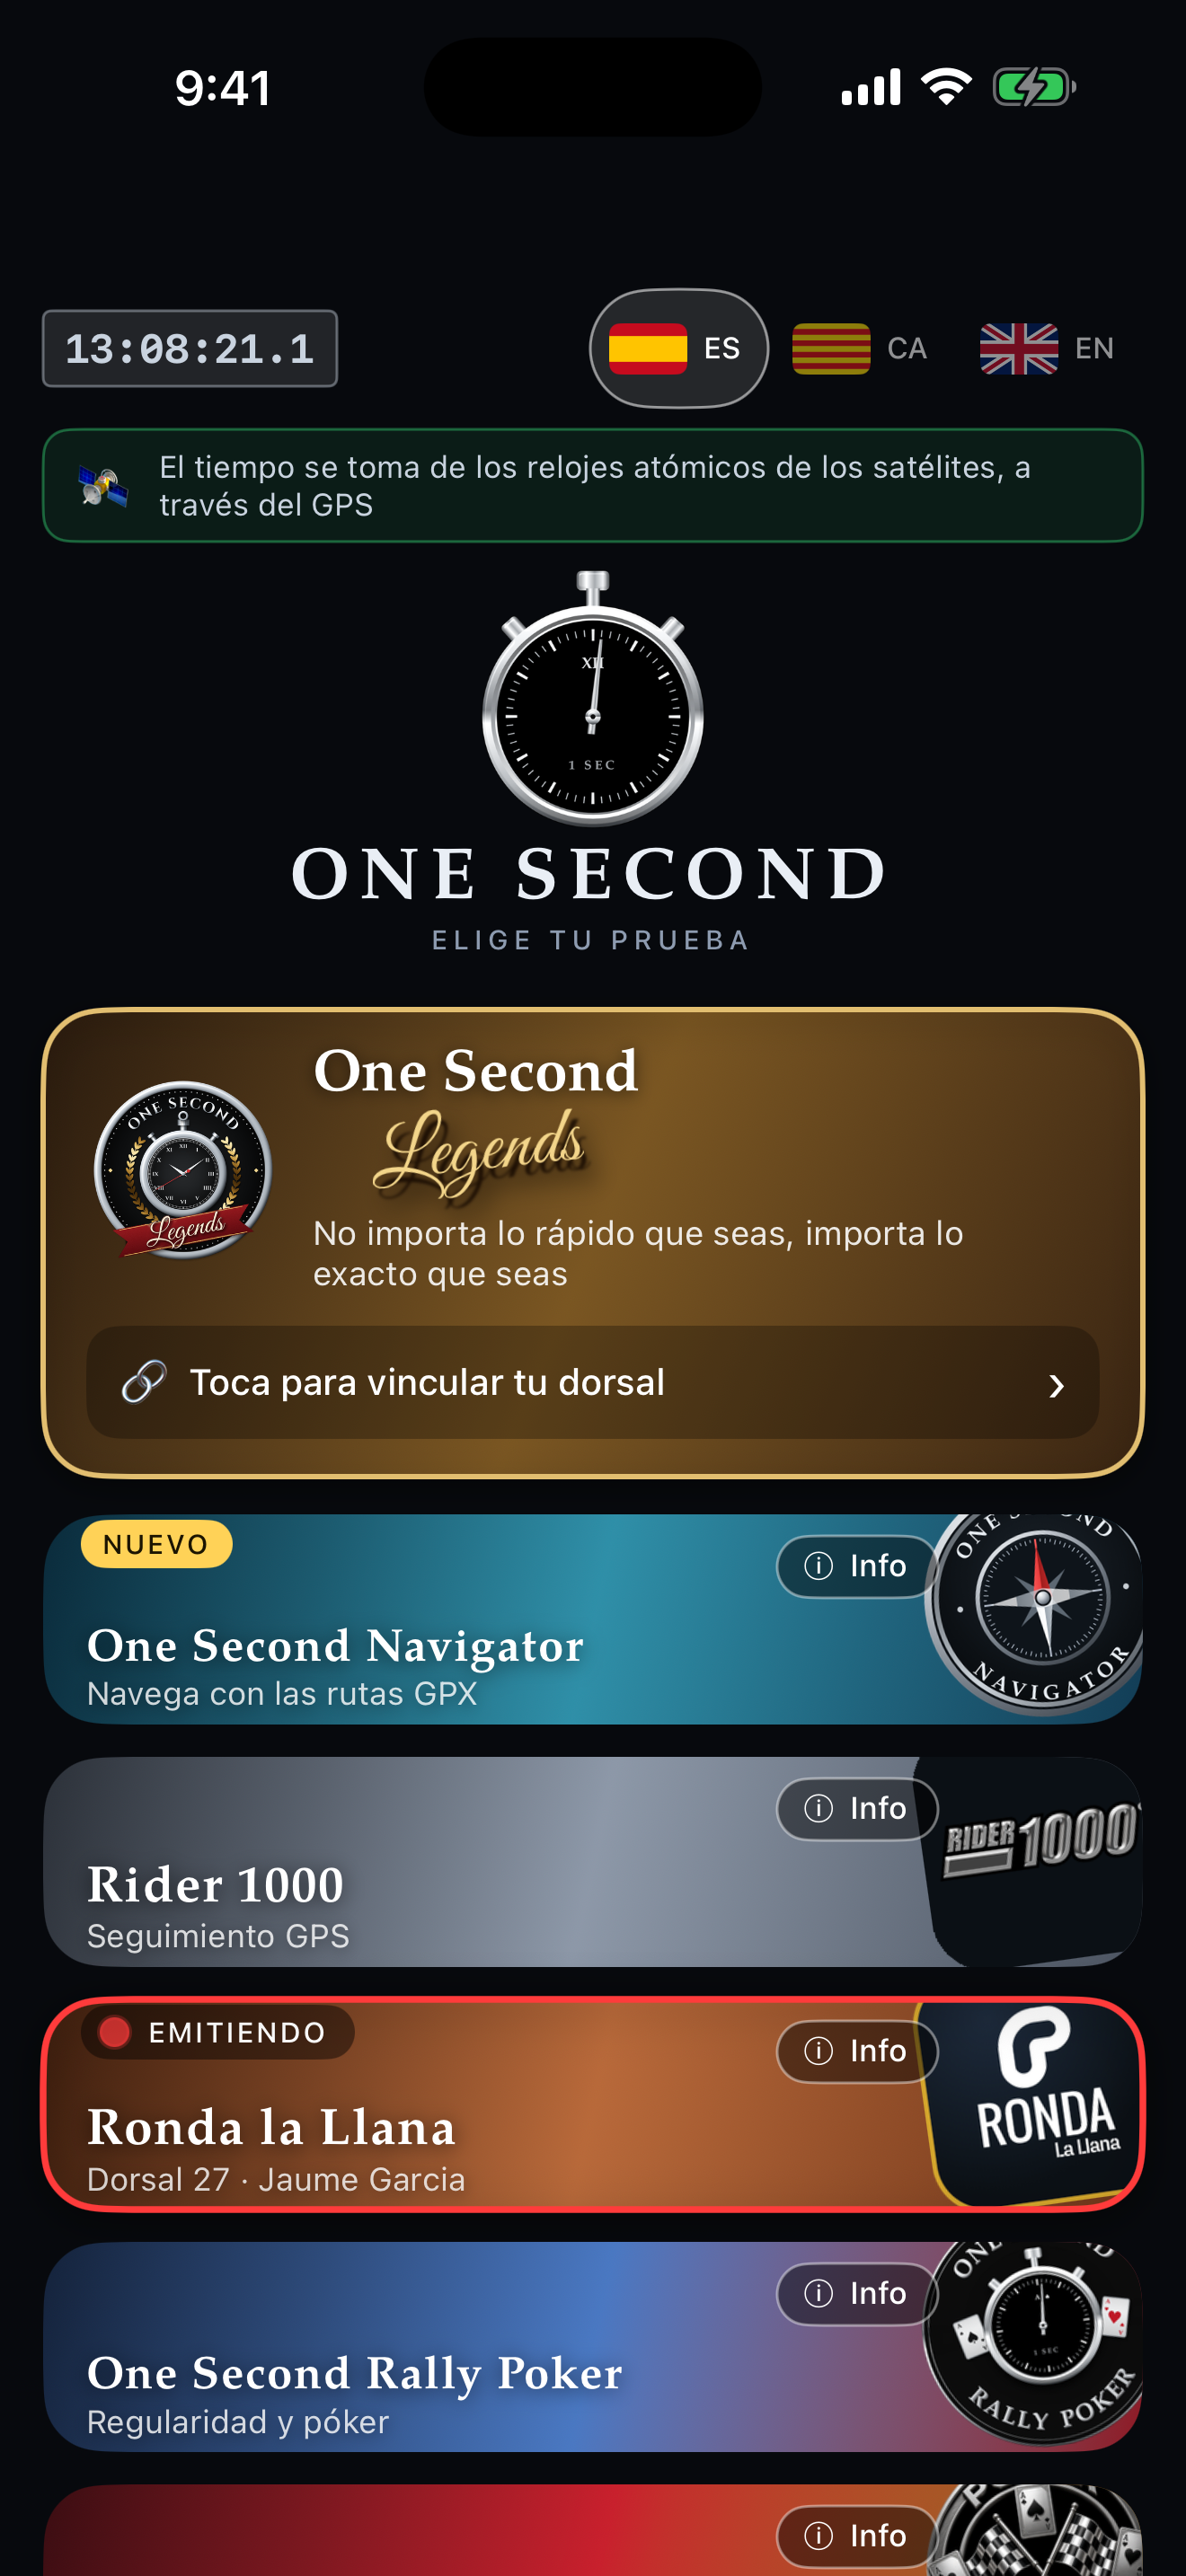 9:41
13:08:21.1
ES
CA
EN
El tiempo se toma de los relojes atómicos de los satélites, a
través del GPS
XII
1 SEC
ONE SECOND
ELIGE TU PRUEBA
ONE SECOND
Legends
One Second
Legends
No importa lo rápido que seas, importa lo
exacto que seas
Toca para vincular tu dorsal
NUEVO
Info
One Second Navigator
Navega con las rutas GPX
NAVIGATOR
Info
Rider 1000
Seguimiento GPS
RIDER 1000
EMITIENDO
Info
Ronda la Llana
Dorsal 27 · Jaume Garcia
RONDA
La Llana
Info
One Second Rally Poker
Regularidad y póker
1 SEC
RALLY POKER
Info